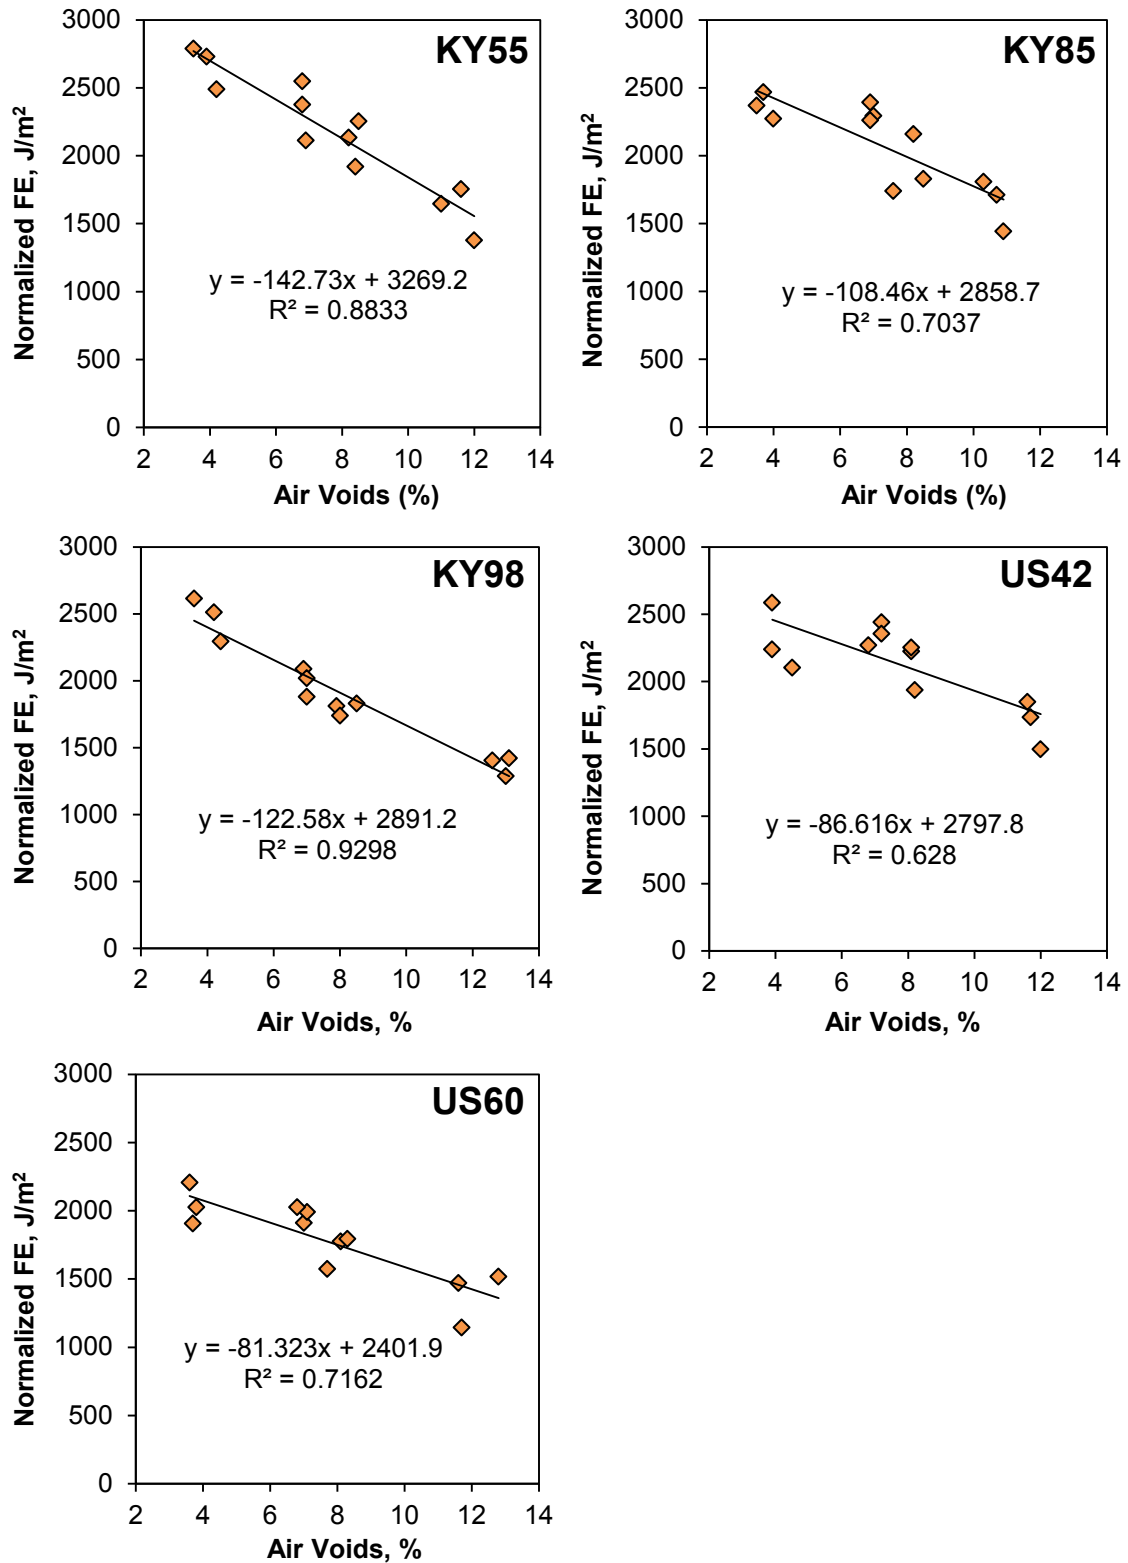 KY55
3000
2500
2000
1500
1000
500
0
Normalized FE, J/m²
y = -142.73x + 3269.2
R² = 0.8833
2 4 6 8 10 12 14
Air Voids (%)
KY85
3000
2500
2000
1500
1000
500
0
Normalized FE, J/m²
y = -108.46x + 2858.7
R² = 0.7037
2 4 6 8 10 12 14
Air Voids (%)
KY98
3000
2500
2000
1500
1000
500
0
Normalized FE, J/m²
y = -122.58x + 2891.2
R² = 0.9298
2 4 6 8 10 12 14
Air Voids, %
US42
3000
2500
2000
1500
1000
500
0
Normalized FE, J/m²
y = -86.616x + 2797.8
R² = 0.628
2 4 6 8 10 12 14
Air Voids, %
US60
3000
2500
2000
1500
1000
500
0
Normalized FE, J/m²
y = -81.323x + 2401.9
R² = 0.7162
2 4 6 8 10 12 14
Air Voids, %